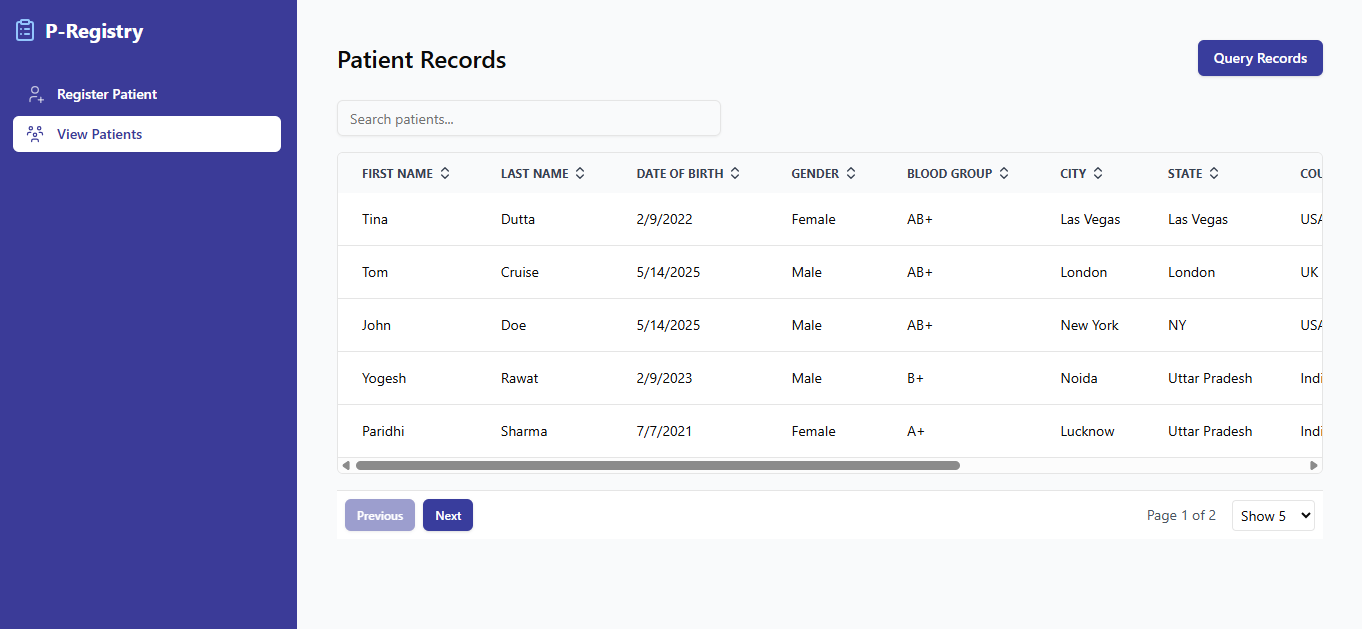 P-Registry
Register Patient
View Patients
Patient Records
Query Records
Search patients...
FIRST NAME LAST NAME DATE OF BIRTH GENDER BLOOD GROUP CITY STATE COU
Tina Dutta 2/9/2022 Female AB+ Las Vegas Las Vegas USA
Tom Cruise 5/14/2025 Male AB+ London London UK
John Doe 5/14/2025 Male AB+ New York NY USA
Yogesh Rawat 2/9/2023 Male B+ Noida Uttar Pradesh Indi
Paridhi Sharma 7/7/2021 Female A+ Lucknow Uttar Pradesh Indi
Previous Next Page 1 of 2 Show 5